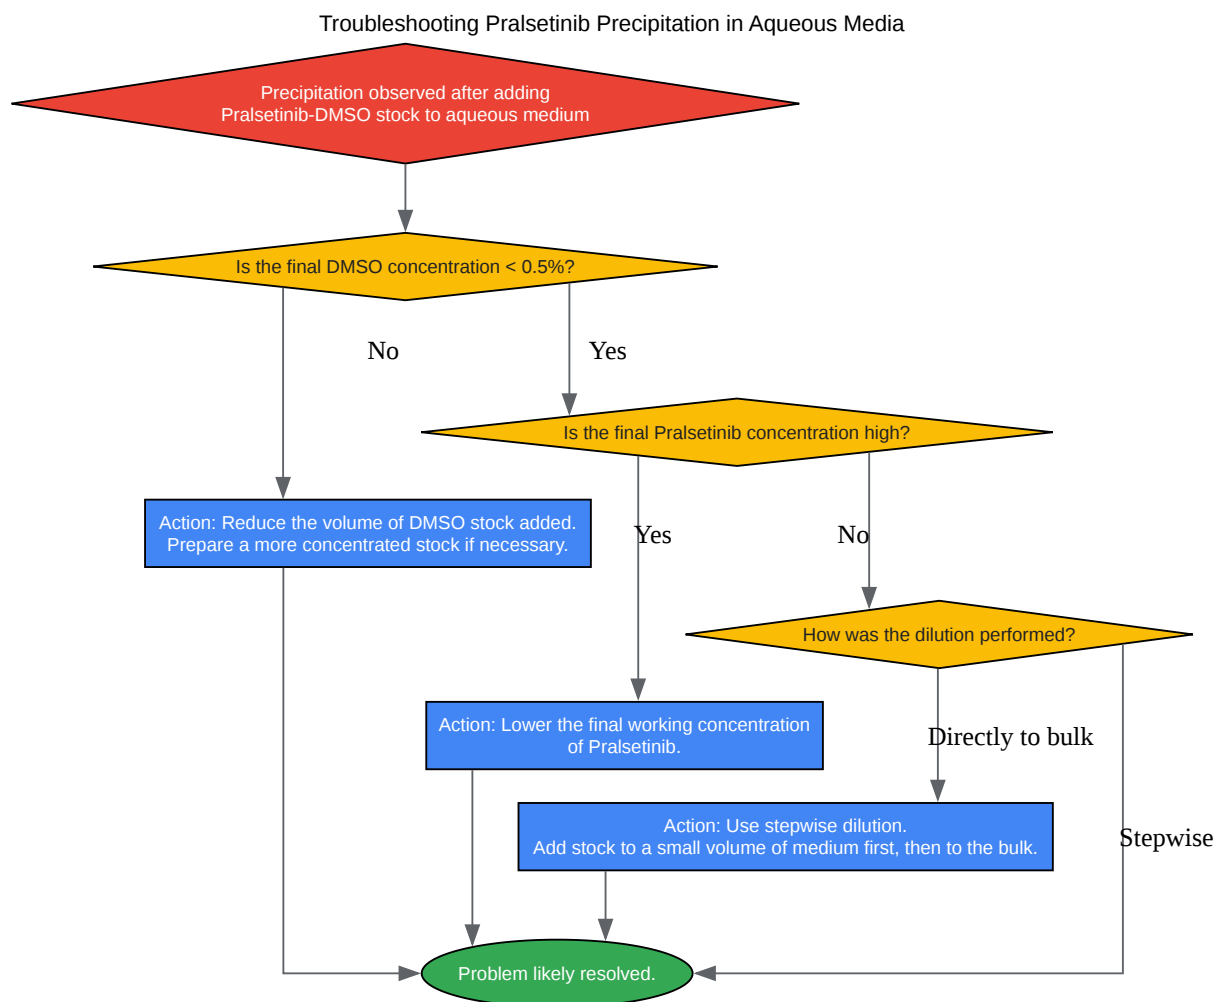 Troubleshooting Pralsetinib Precipitation in Aqueous Media
Precipitation observed after adding
Pralsetinib-DMSO stock to aqueous medium
Is the final DMSO concentration < 0.5%?
No
Yes
Is the final Pralsetinib concentration high?
Action: Reduce the volume of DMSO stock added.
Prepare a more concentrated stock if necessary.
Yes
No
How was the dilution performed?
Action: Lower the final working concentration
of Pralsetinib.
Directly to bulk
Action: Use stepwise dilution.
Add stock to a small volume of medium first, then to the bulk.
Stepwise
Problem likely resolved.